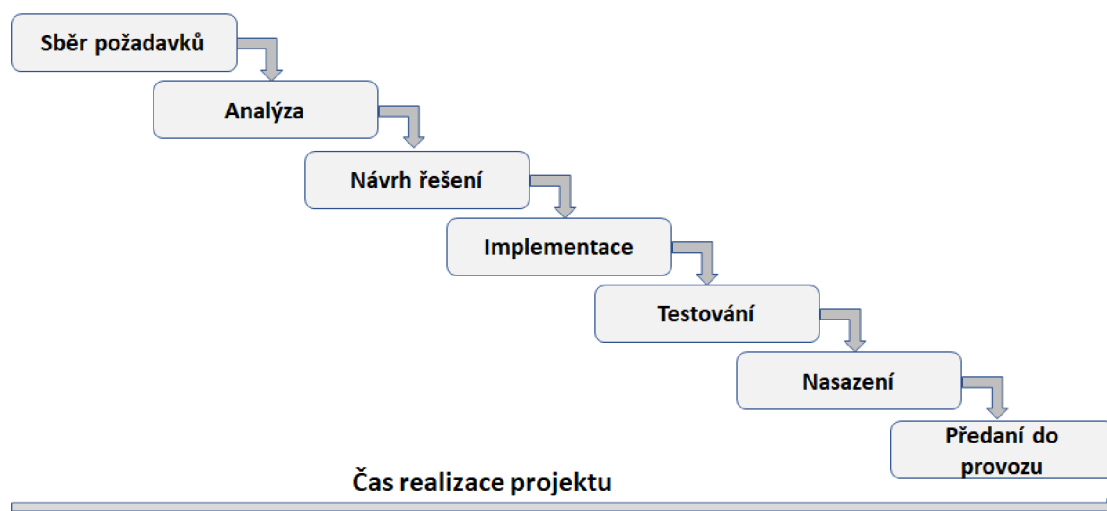 Sběr požadavků
Analýza
Návrh řešení
Implementace
Testování
Nasazení
Předaní do
provozu
Čas realizace projektu